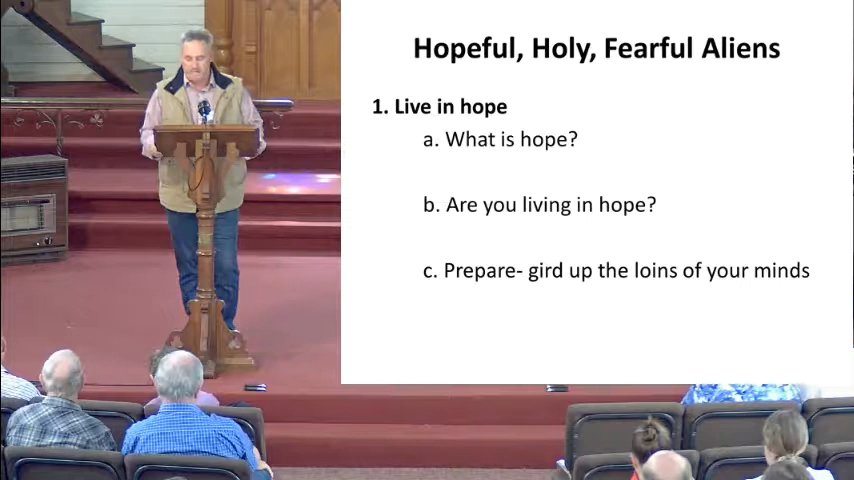 Hopeful, Holy, Fearful Aliens
1. Live in hope
a. What is hope?
b. Are you living in hope?
c. Prepare- gird up the loins of your minds